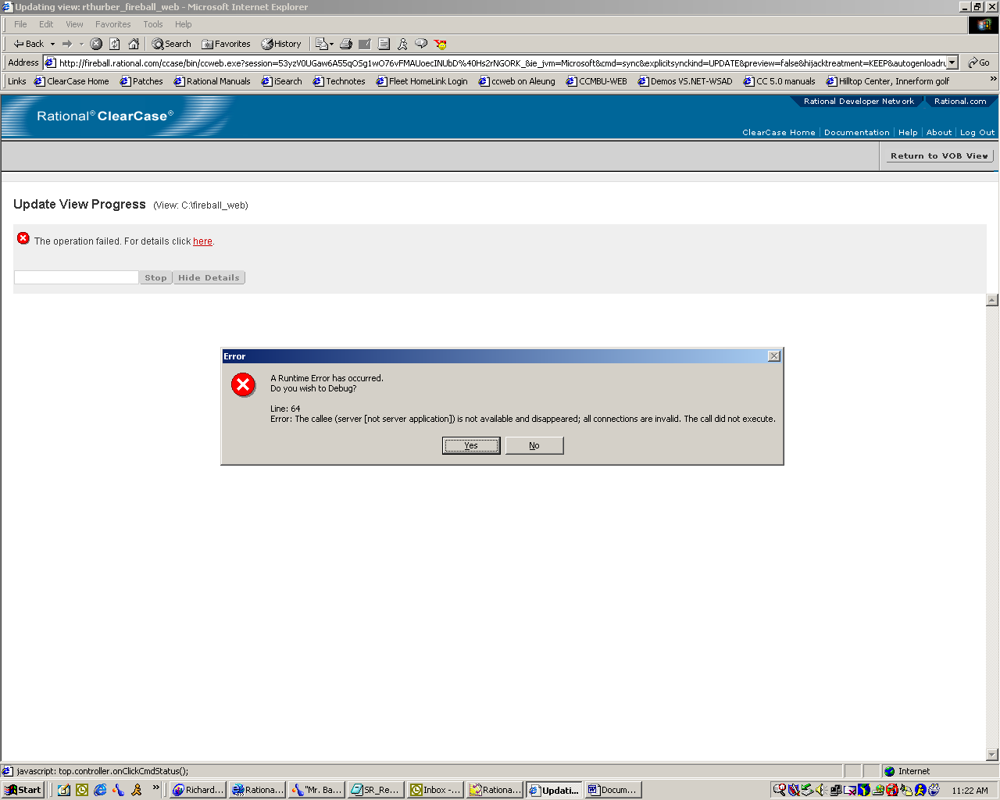 Updating view: rthurber_fireball_web - Microsoft Internet Explorer
File Edit View Favorites Tools Help
Back Search Favorites History
Address http://fireball.rational.com/ccase/bin/ccweb.exe?session=53yzV0UGaw6A55qOSg1wO76vFMAUoecINUbD%40Hs2rNGORK_&ie_jvm=Microsoft&cmd=sync&explicitsynckind=UPDATE&preview=false&hijacktreatment=KEEP&autogenloadru Go
Links ClearCase Home Patches Rational Manuals iSearch Technotes Fleet HomeLink Login ccweb on Aleung CCMBU-WEB Demos VS.NET-WSAD CC 5.0 manuals Hilltop Center, Innerform golf »
Rational Developer Network Rational.com
Rational® ClearCase®
ClearCase Home | Documentation | Help | About | Log Out
Return to VOB View
Update View Progress (View: C:\fireball_web)
The operation failed. For details click here.
Stop Hide Details
Error
A Runtime Error has occurred.
Do you wish to Debug?
Line: 64
Error: The callee (server [not server application]) is not available and disappeared; all connections are invalid. The call did not execute.
Yes No
javascript: top.controller.onClickCmdStatus(); Internet
Start » Richard... Rationa... "Mr. Ba... SR_Re... Inbox -... Rationa... Updati... Docum... 11:22 AM